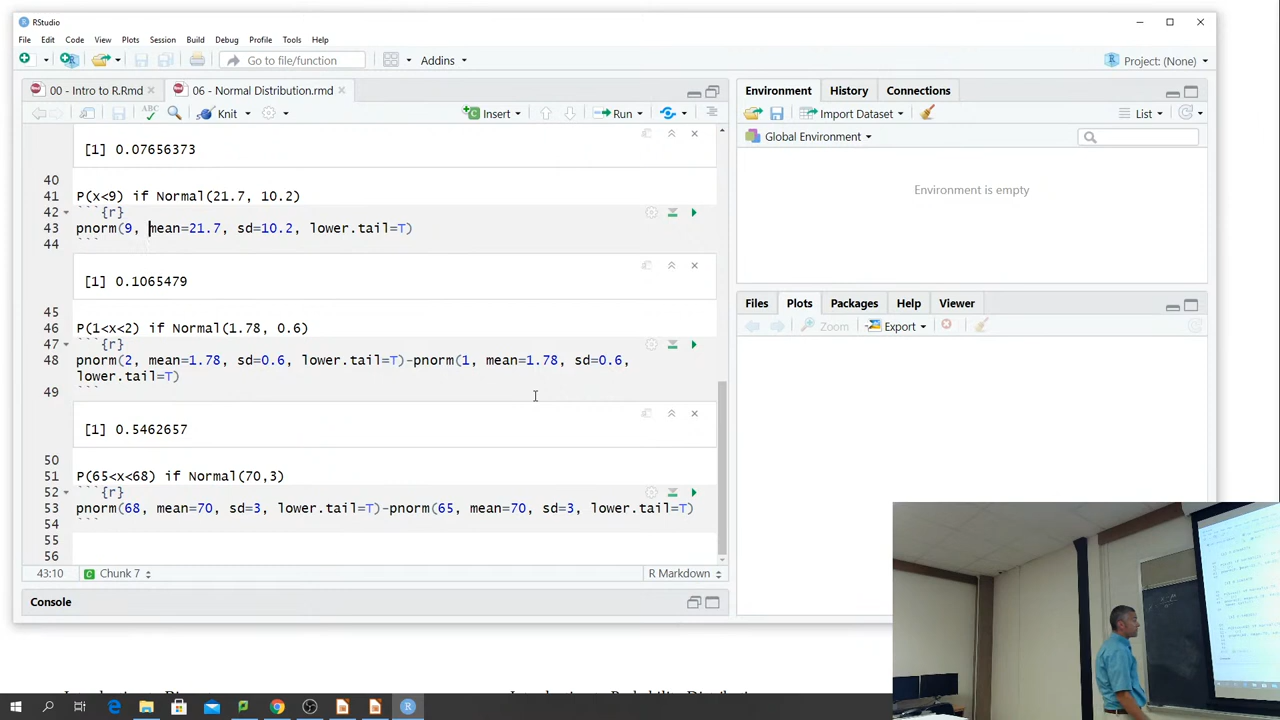 RStudio
File Edit Code View Plots Session Build Debug Profile Tools Help
Go to file/function Addins Project: (None)
00 - Intro to R.Rmd 06 - Normal Distribution.rmd
ABC Knit Insert Run
[1] 0.07656373
40
41 P(x<9) if Normal(21.7, 10.2)
42 ```{r}
43 pnorm(9, mean=21.7, sd=10.2, lower.tail=T)
44 ```
[1] 0.1065479
45
46 P(1<x<2) if Normal(1.78, 0.6)
47 ```{r}
48 pnorm(2, mean=1.78, sd=0.6, lower.tail=T)-pnorm(1, mean=1.78, sd=0.6,
lower.tail=T)
49 ```
[1] 0.5462657
50
51 P(65<x<68) if Normal(70,3)
52 ```{r}
53 pnorm(68, mean=70, sd=3, lower.tail=T)-pnorm(65, mean=70, sd=3, lower.tail=T)
54 ```
55
56
43:10 Chunk 7 R Markdown
Console
Environment History Connections
Import Dataset List
Global Environment
Environment is empty
Files Plots Packages Help Viewer
Zoom Export